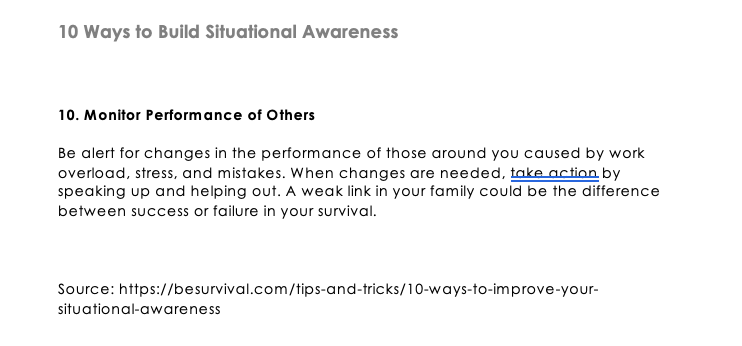 10 Ways to Build Situational Awareness
10. Monitor Performance of Others
Be alert for changes in the performance of those around you caused by work
overload, stress, and mistakes. When changes are needed, take action by
speaking up and helping out. A weak link in your family could be the difference
between success or failure in your survival.
Source: https://besurvival.com/tips-and-tricks/10-ways-to-improve-your-
situational-awareness